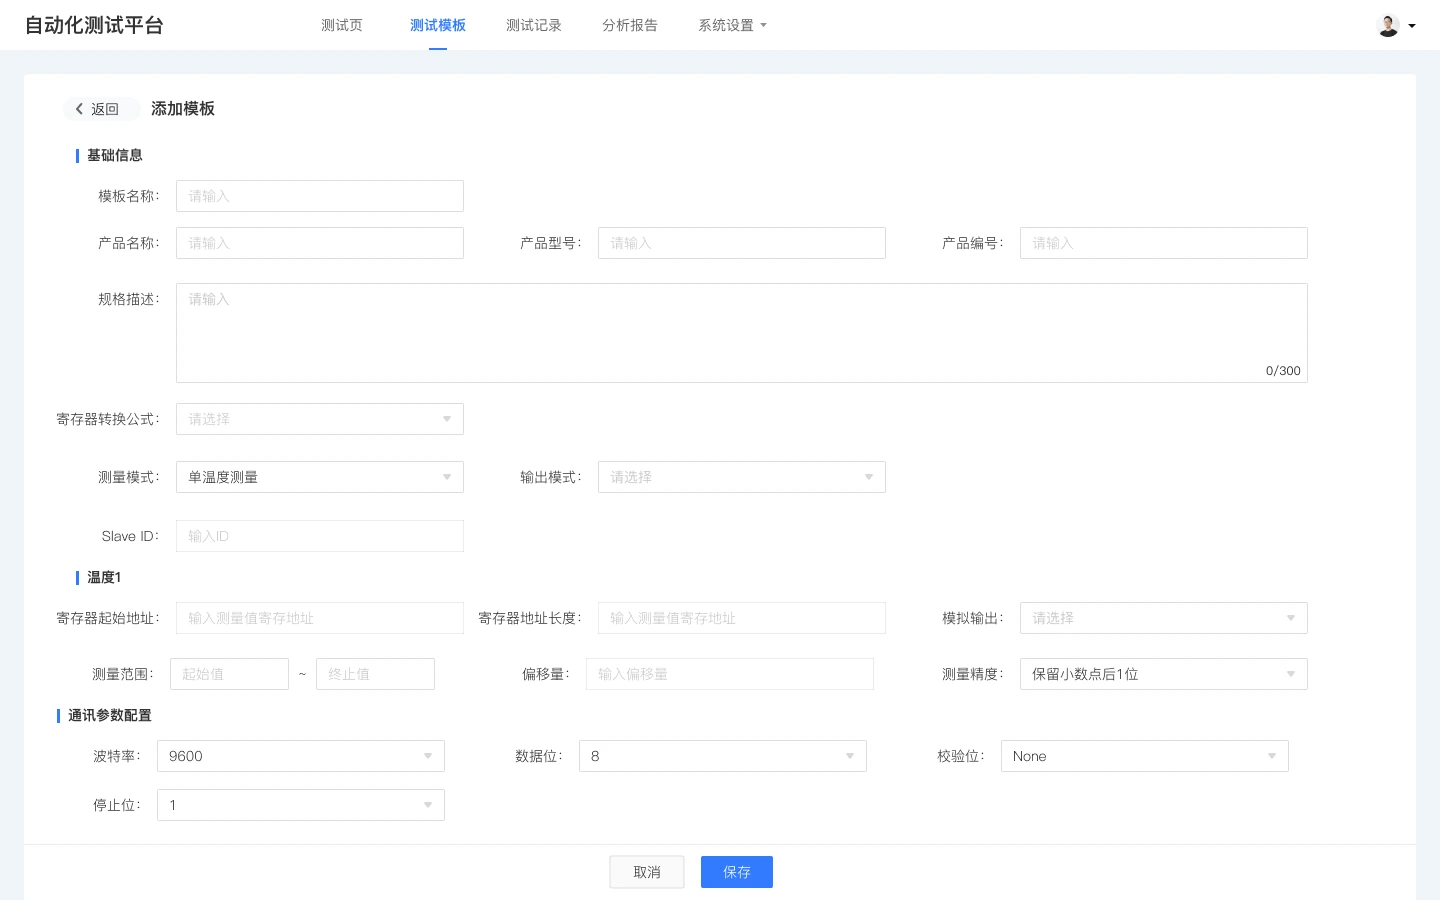 自动化测试平台 测试页 测试模板 测试记录 分析报告 系统设置
返回 添加模板
基础信息
模板名称： 请输入
产品名称： 请输入 产品型号： 请输入 产品编号： 请输入
规格描述： 请输入
0/300
寄存器转换公式： 请选择
测量模式： 单温度测量 输出模式： 请选择
Slave ID： 输入ID
温度1
寄存器起始地址： 输入测量值寄存地址 寄存器地址长度： 输入测量值寄存地址 模拟输出： 请选择
测量范围： 起始值 ~ 终止值 偏移量： 输入偏移量 测量精度： 保留小数点后1位
通讯参数配置
波特率： 9600 数据位： 8 校验位： None
停止位： 1
取消 保存